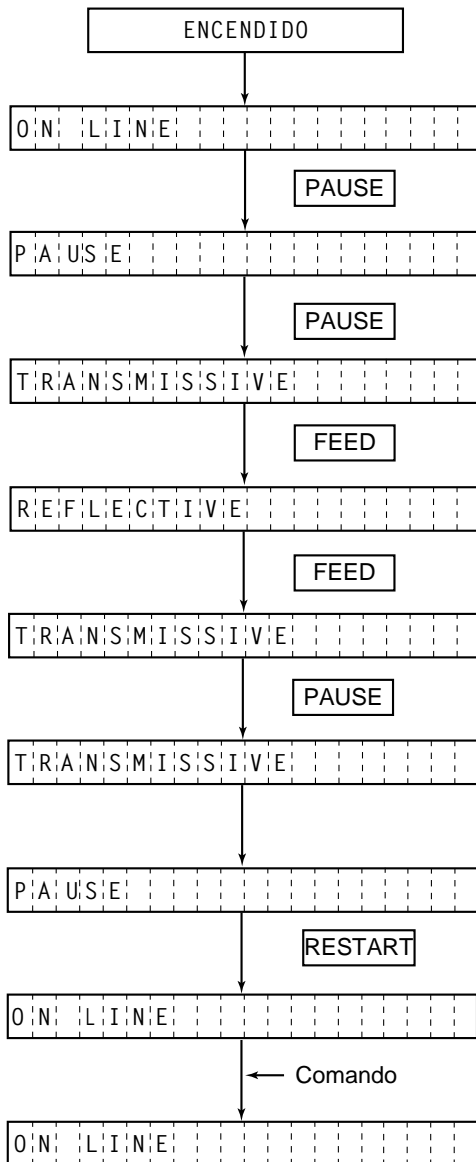 ENCENDIDO
ON LINE
PAUSE
PAUSE
PAUSE
TRANSMISSIVE
FEED
REFLECTIVE
FEED
TRANSMISSIVE
PAUSE
TRANSMISSIVE
PAUSE
RESTART
ON LINE
Comando
ON LINE